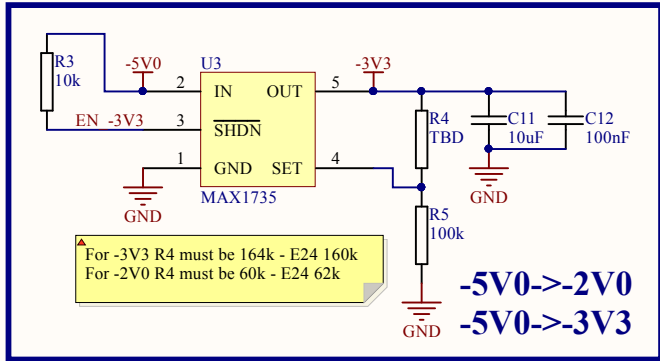 R3
10k
-5V0
EN -3V3
U3
2
IN
OUT
5
3
SHDN
1
GND
SET
4
MAX1735
GND
-3V3
R4
TBD
C11
10uF
C12
100nF
GND
R5
100k
GND
For -3V3 R4 must be 164k - E24 160k
For -2V0 R4 must be 60k - E24 62k
-5V0->-2V0
-5V0->-3V3